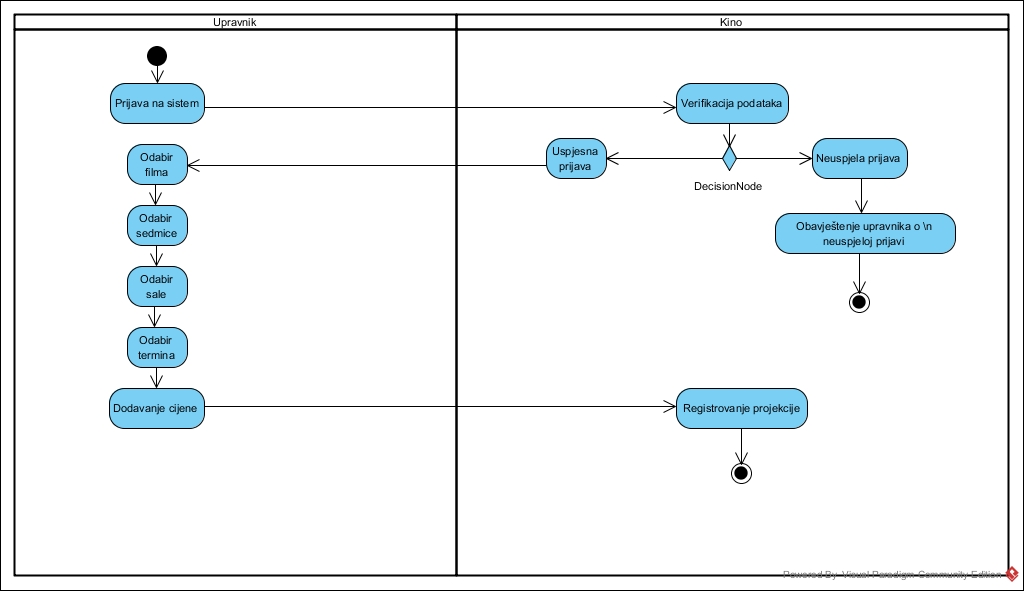 Upravnik
Kino
Prijava na sistem
Verifikacija podataka
Odabir
filma
Uspjesna
prijava
Neuspjela prijava
DecisionNode
Odabir
sedmice
Obavještenje upravnika o \n
neuspjeloj prijavi
Odabir
sale
Odabir
termina
Dodavanje cijene
Registrovanje projekcije
Powered By: Visual Paradigm Community Edition